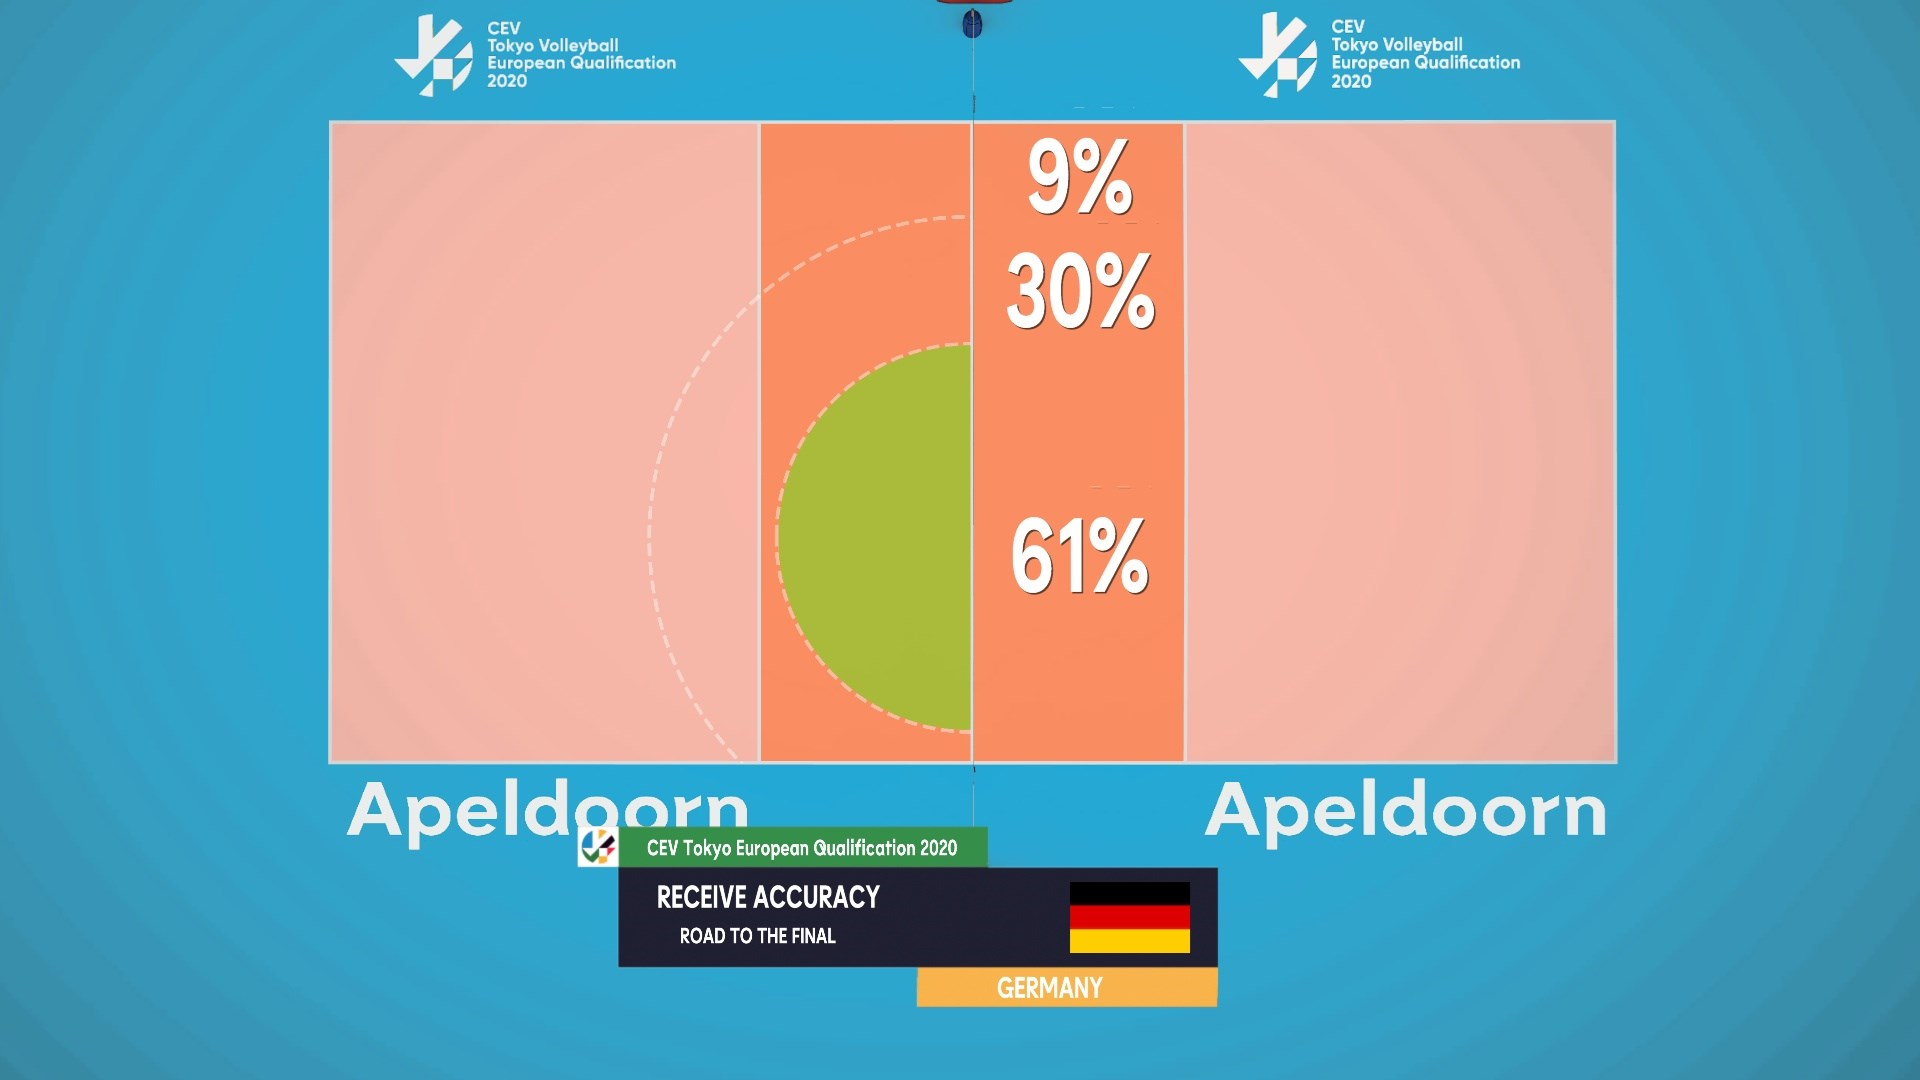 CEV
Tokyo Volleyball
European Qualification
2020
CEV
Tokyo Volleyball
European Qualification
2020
9%
30%
61%
Apeldoorn
Apeldoorn
CEV Tokyo European Qualification 2020
RECEIVE ACCURACY
ROAD TO THE FINAL
GERMANY